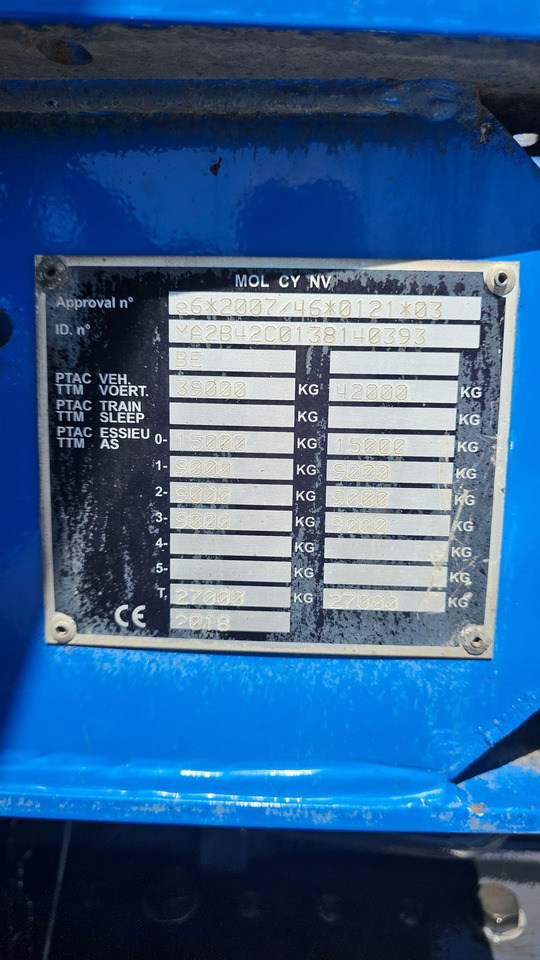 MOL CY NV
Approval n° e6*2007/46*0121*03
ID. n° YA2B42C0138140393
BE
PTAC VEH.
TTM VOERT. 39000 KG 42000 KG
PTAC TRAIN
TTM SLEEP
PTAC ESSIEU
TTM AS 0- 15000 KG 15000 KG
1- 9000 KG 9000 KG
2- 9000 KG 9000 KG
3- 9000 KG 9000 KG
4- KG KG
5- KG KG
T, 27000 KG 27000 KG
CE 2018